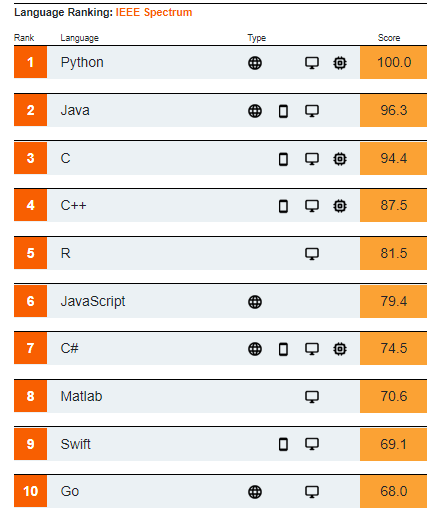 Language Ranking: IEEE Spectrum
Rank Language Type Score
1 Python 100.0
2 Java 96.3
3 C 94.4
4 C++ 87.5
5 R 81.5
6 JavaScript 79.4
7 C# 74.5
8 Matlab 70.6
9 Swift 69.1
10 Go 68.0